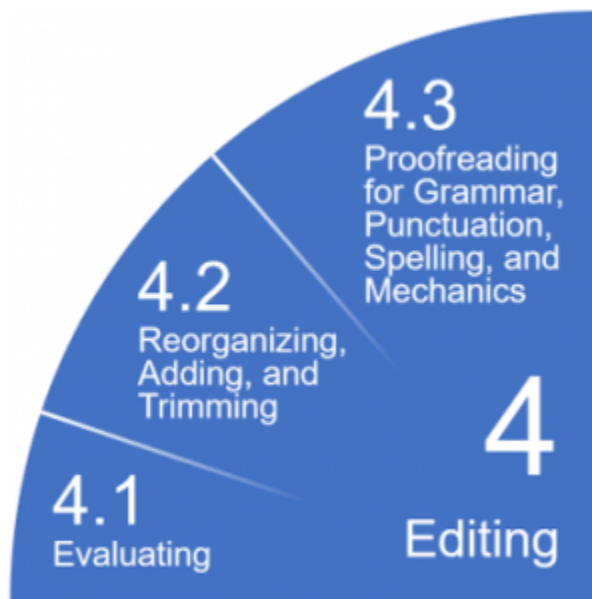 4.3
Proofreading
for Grammar,
Punctuation,
Spelling, and
Mechanics
4.2
Reorganizing,
Adding, and
Trimming
4
4.1
Evaluating
Editing